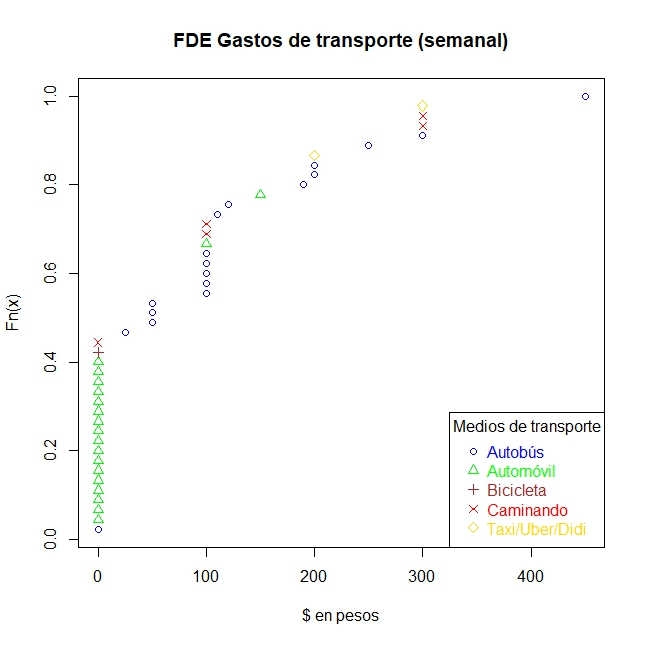 FDE Gastos de transporte (semanal)
1.0
0.8
0.6
0.4
0.2
0.0
Fn(x)
Medios de transporte
Autobús
Automóvil
Bicicleta
Caminando
Taxi/Uber/Didi
0 100 200 300 400
$ en pesos